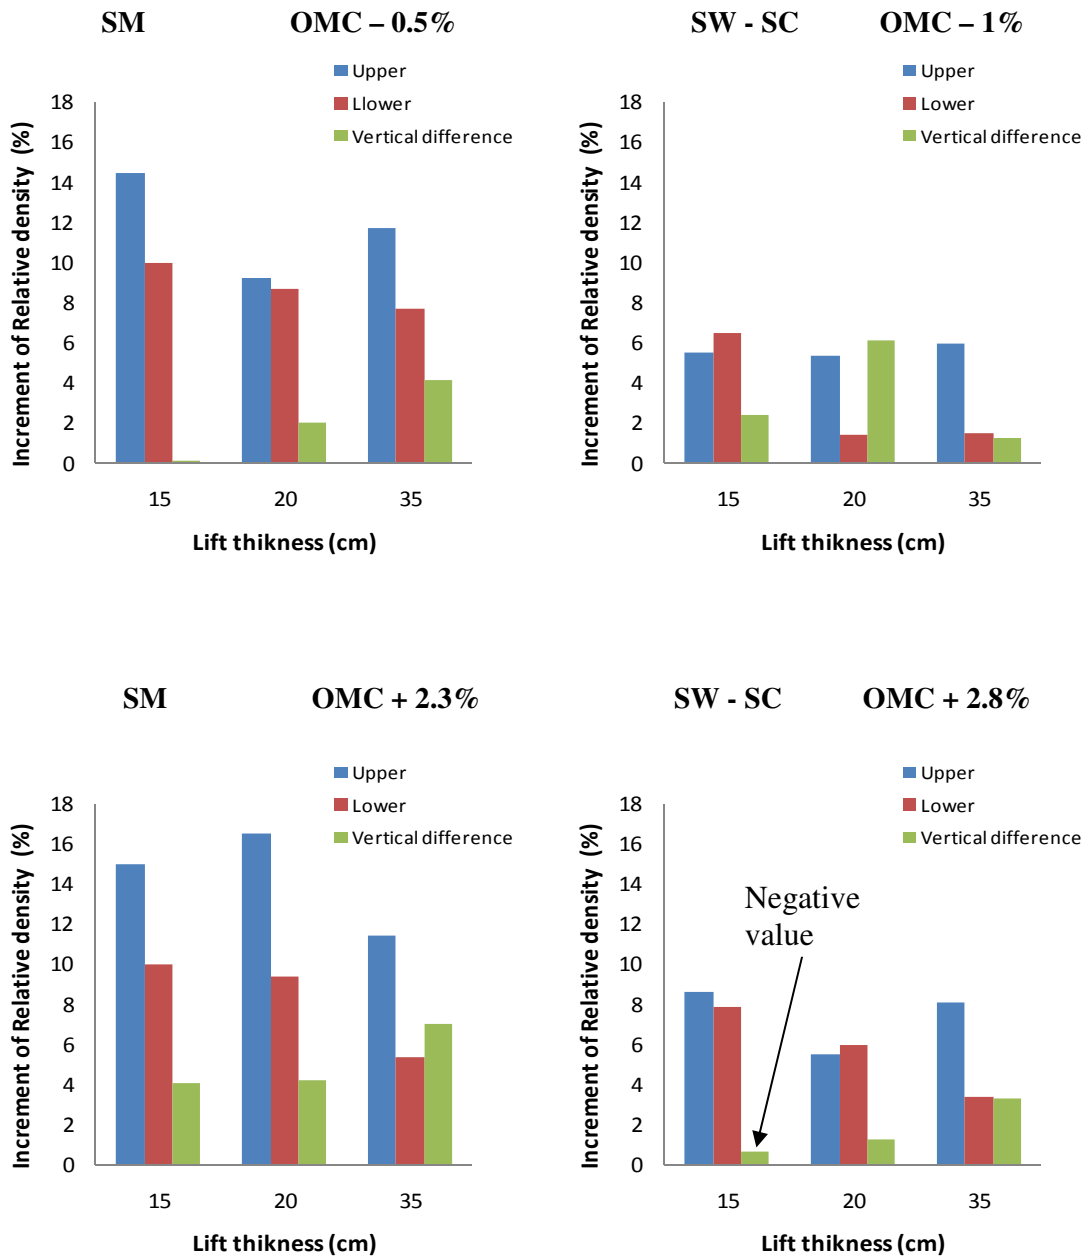 SM OMC – 0.5%
Upper
Llower
Vertical difference
Increment of Relative density (%)
18
16
14
12
10
8
6
4
2
0
15 20 35
Lift thikness (cm)
SW - SC OMC – 1%
Upper
Lower
Vertical difference
Increment of Relative density (%)
18
16
14
12
10
8
6
4
2
0
15 20 35
Lift thikness (cm)
SM OMC + 2.3%
Upper
Lower
Vertical difference
Increment of Relative density (%)
18
16
14
12
10
8
6
4
2
0
15 20 35
Lift thikness (cm)
SW - SC OMC + 2.8%
Upper
Lower
Vertical difference
Increment of Relative density (%)
18
16
14
12
10
8
6
4
2
0
Negative
value
15 20 35
Lift thikness (cm)